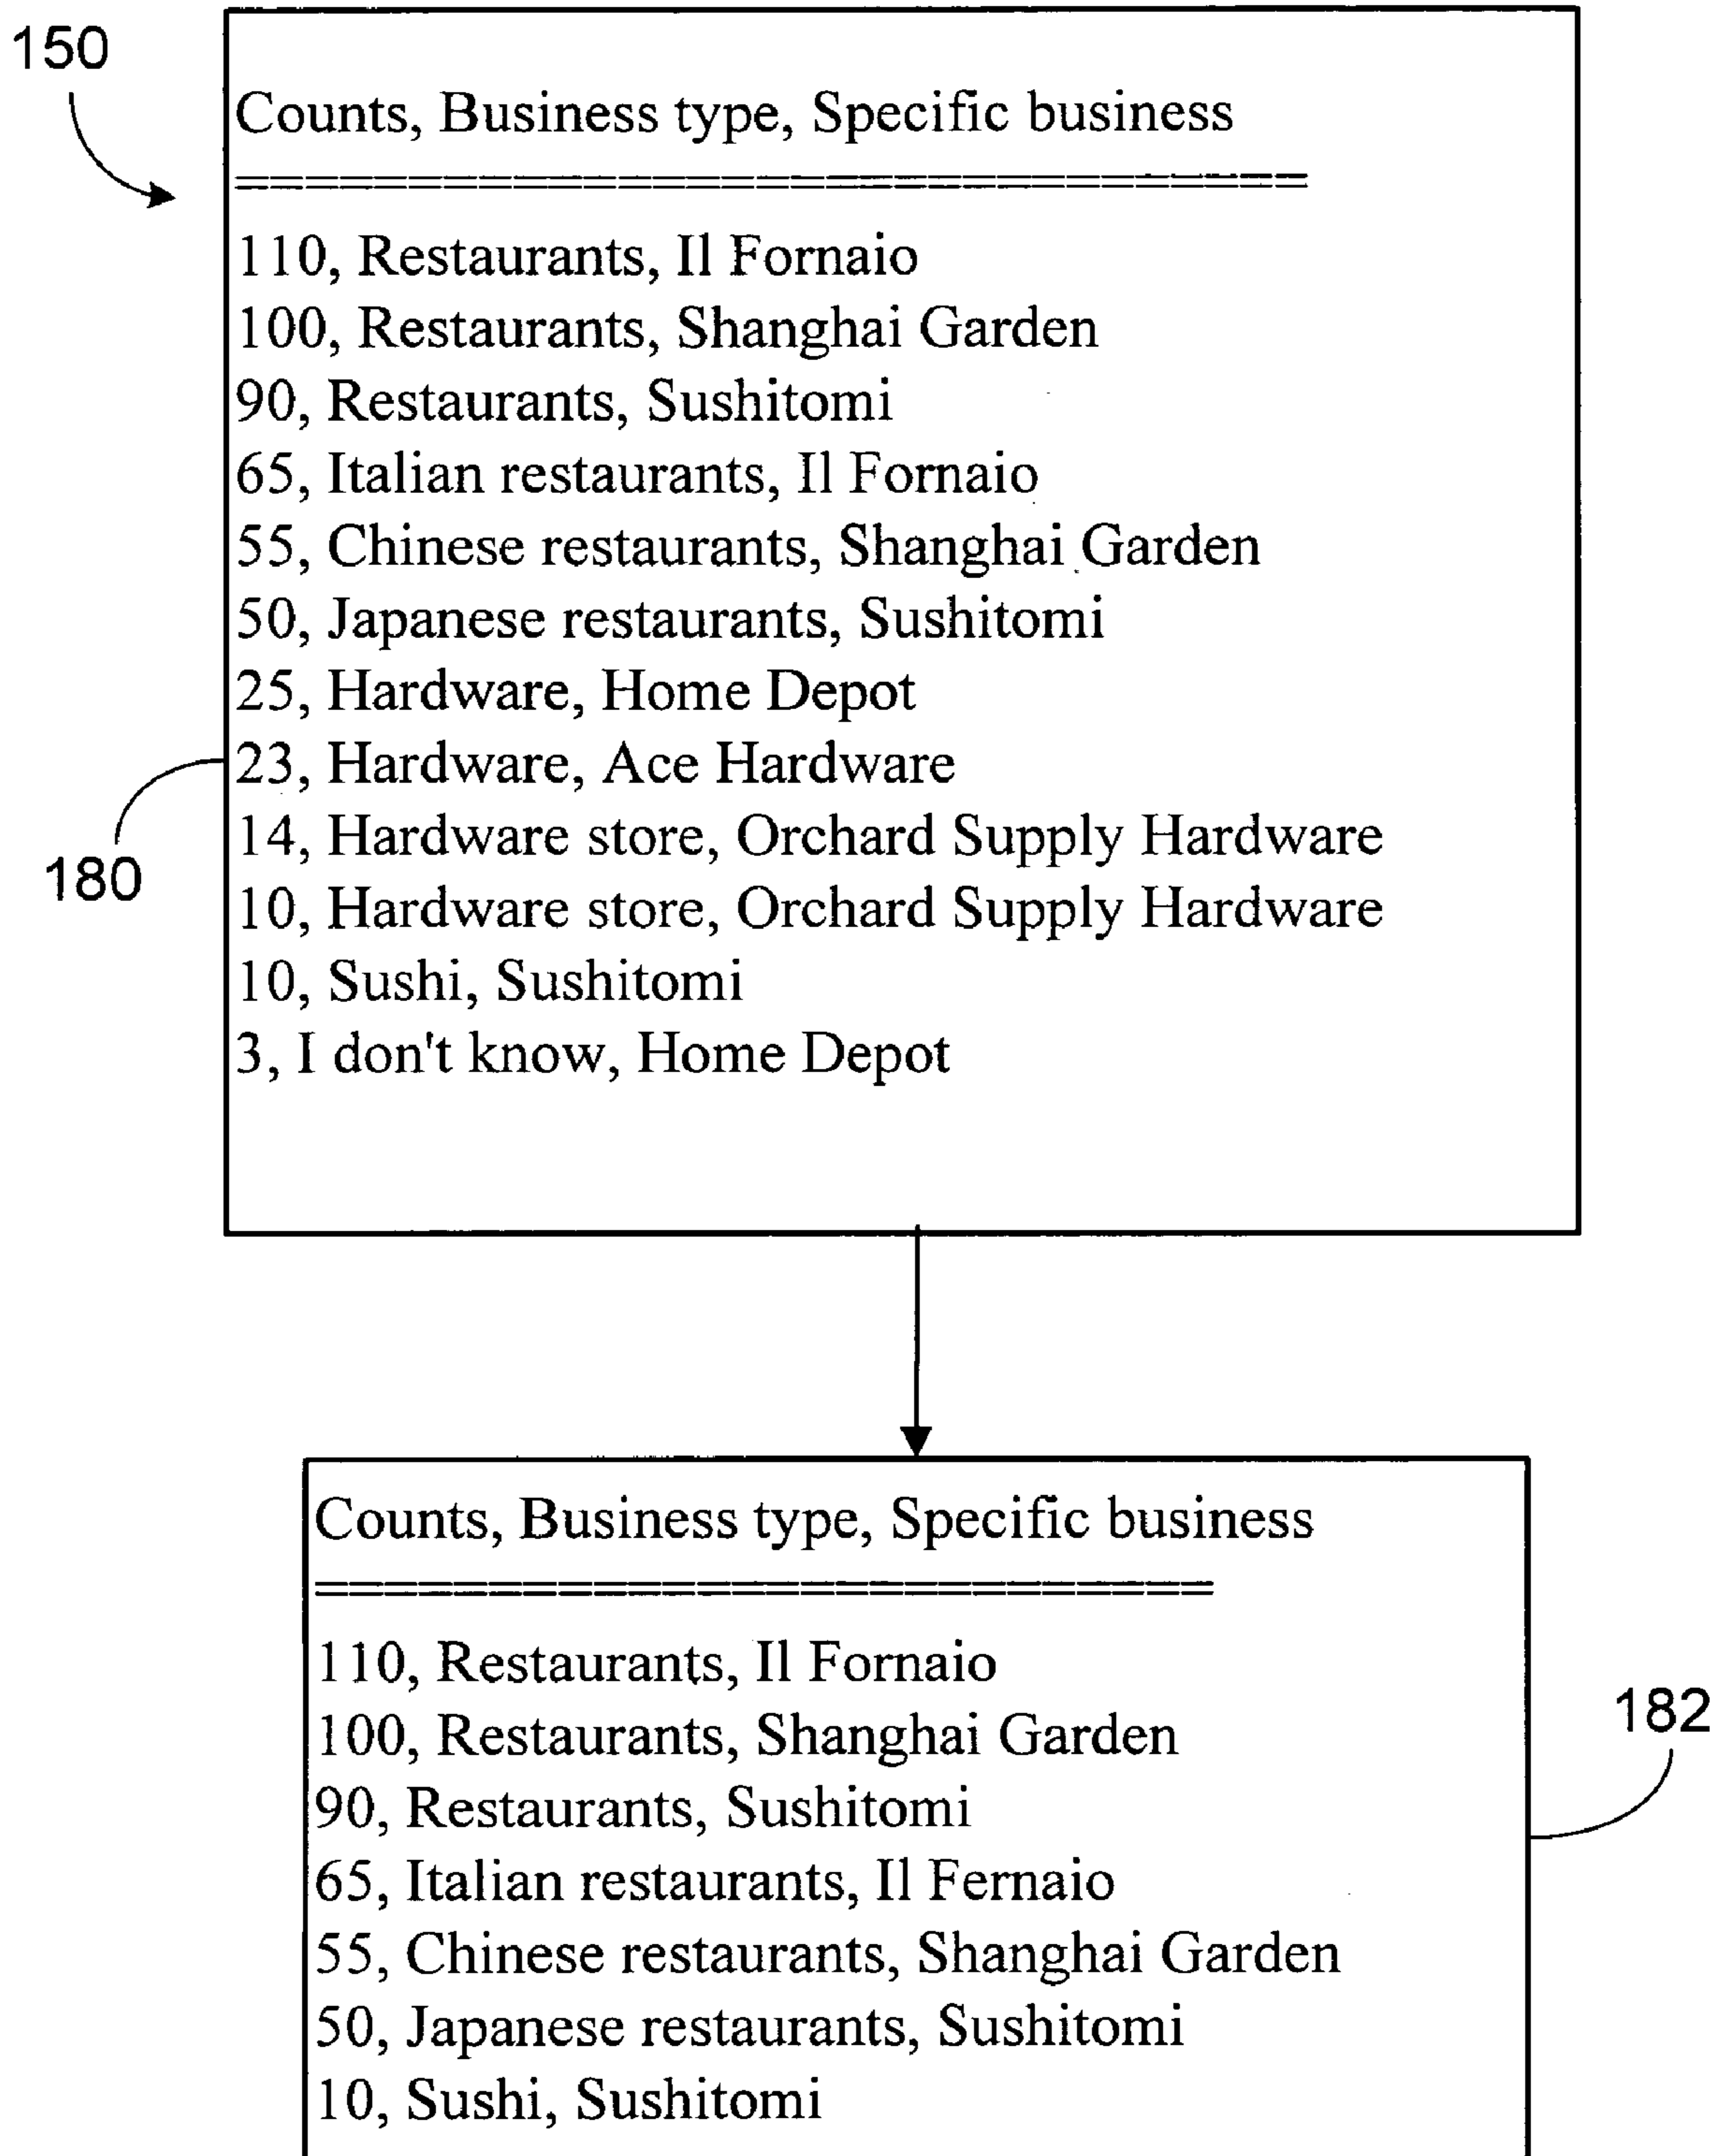 150
Counts, Business type, Specific business
===============================
110, Restaurants, Il Fornaio
100, Restaurants, Shanghai Garden
90, Restaurants, Sushitomi
65, Italian restaurants, Il Fornaio
55, Chinese restaurants, Shanghai Garden
50, Japanese restaurants, Sushitomi
25, Hardware, Home Depot
23, Hardware, Ace Hardware
14, Hardware store, Orchard Supply Hardware
180
10, Hardware store, Orchard Supply Hardware
10, Sushi, Sushitomi
3, I don't know, Home Depot
Counts, Business type, Specific business
==========================
110, Restaurants, Il Fornaio
100, Restaurants, Shanghai Garden
182
90, Restaurants, Sushitomi
65, Italian restaurants, Il Fernaio
55, Chinese restaurants, Shanghai Garden
50, Japanese restaurants, Sushitomi
10, Sushi, Sushitomi